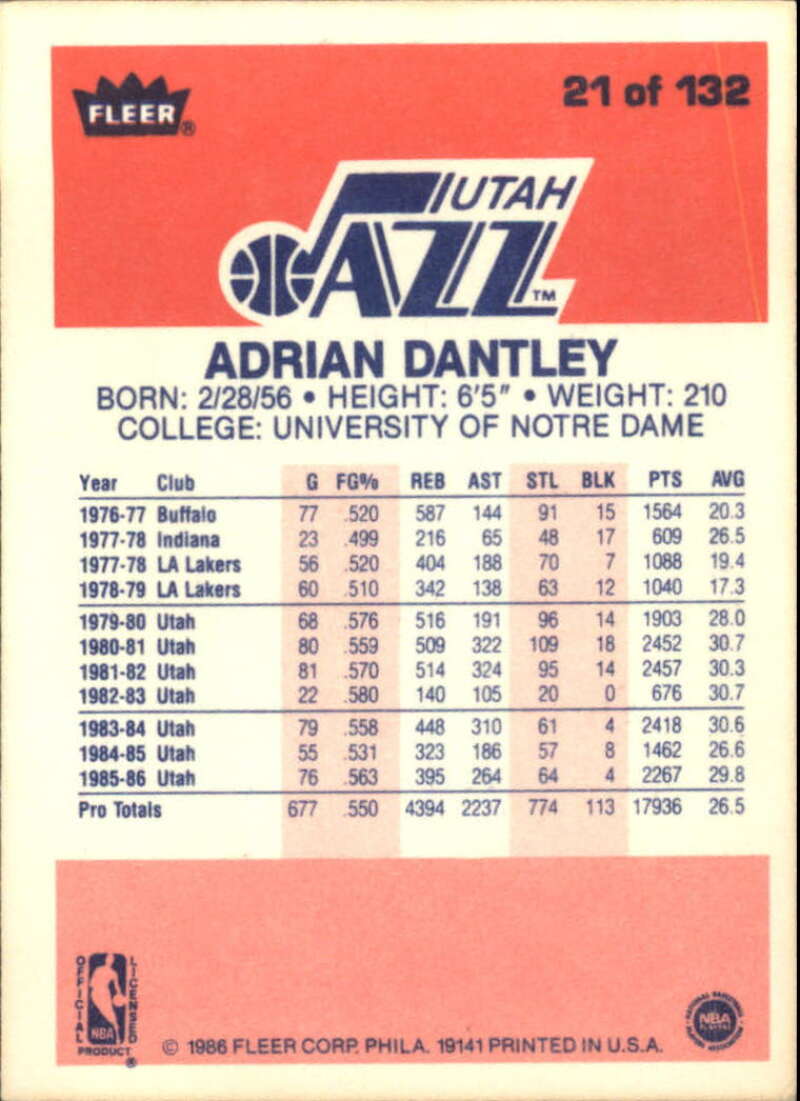 FLEER®
21 of 132
UTAH
JAZZ™
ADRIAN DANTLEY
BORN: 2/28/56 • HEIGHT: 6'5" • WEIGHT: 210
COLLEGE: UNIVERSITY OF NOTRE DAME
Year Club G FG% REB AST STL BLK PTS AVG
1976-77 Buffalo 77 .520 587 144 91 15 1564 20.3
1977-78 Indiana 23 .499 216 65 48 17 609 26.5
1977-78 LA Lakers 56 .520 404 188 70 7 1088 19.4
1978-79 LA Lakers 60 .510 342 138 63 12 1040 17.3
1979-80 Utah 68 .576 516 191 96 14 1903 28.0
1980-81 Utah 80 .559 509 322 109 18 2452 30.7
1981-82 Utah 81 .570 514 324 95 14 2457 30.3
1982-83 Utah 22 .580 140 105 20 0 676 30.7
1983-84 Utah 79 .558 448 310 61 4 2418 30.6
1984-85 Utah 55 .531 323 186 57 8 1462 26.6
1985-86 Utah 76 .563 395 264 64 4 2267 29.8
Pro Totals 677 .550 4394 2237 774 113 17936 26.5
OFFICIAL LICENSED
NBA
PRODUCT®
© 1986 FLEER CORP. PHILA. 19141 PRINTED IN U.S.A.
NATIONAL BASKETBALL
NBA
PLAYERS
ASSOCIATION